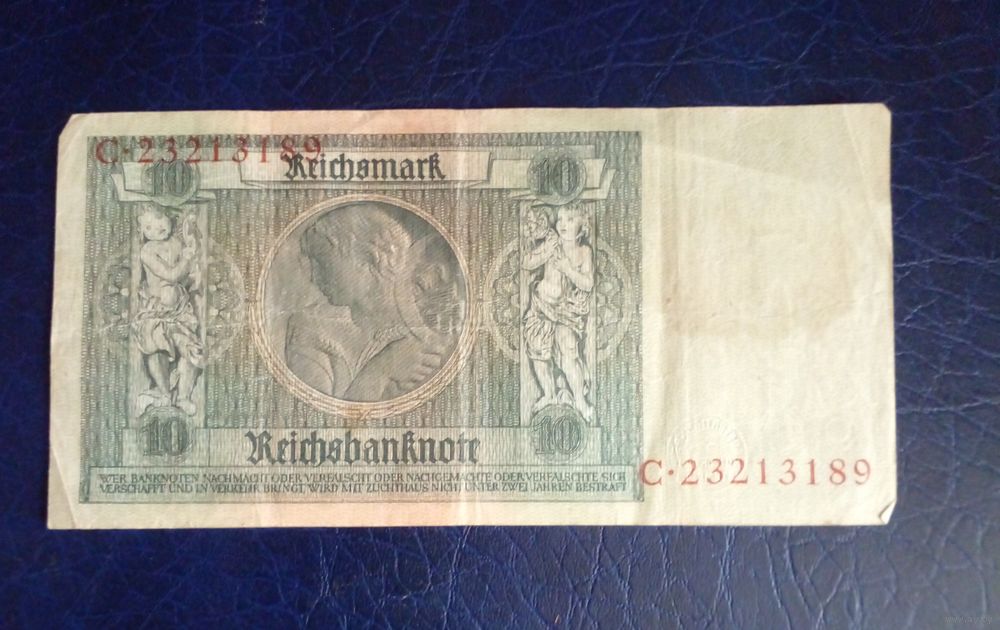 C·23213189
10 Reichsmark 10
10 Reichsbanknote 10
WER BANKNOTEN NACHMACHT ODER VERFÄLSCHT ODER NACHGEMACHTE ODER VERFÄLSCHTE SICH
VERSCHAFFT UND IN VERKEHR BRINGT, WIRD MIT ZUCHTHAUS NICHT UNTER ZWEI JAHREN BESTRAFT
C·23213189